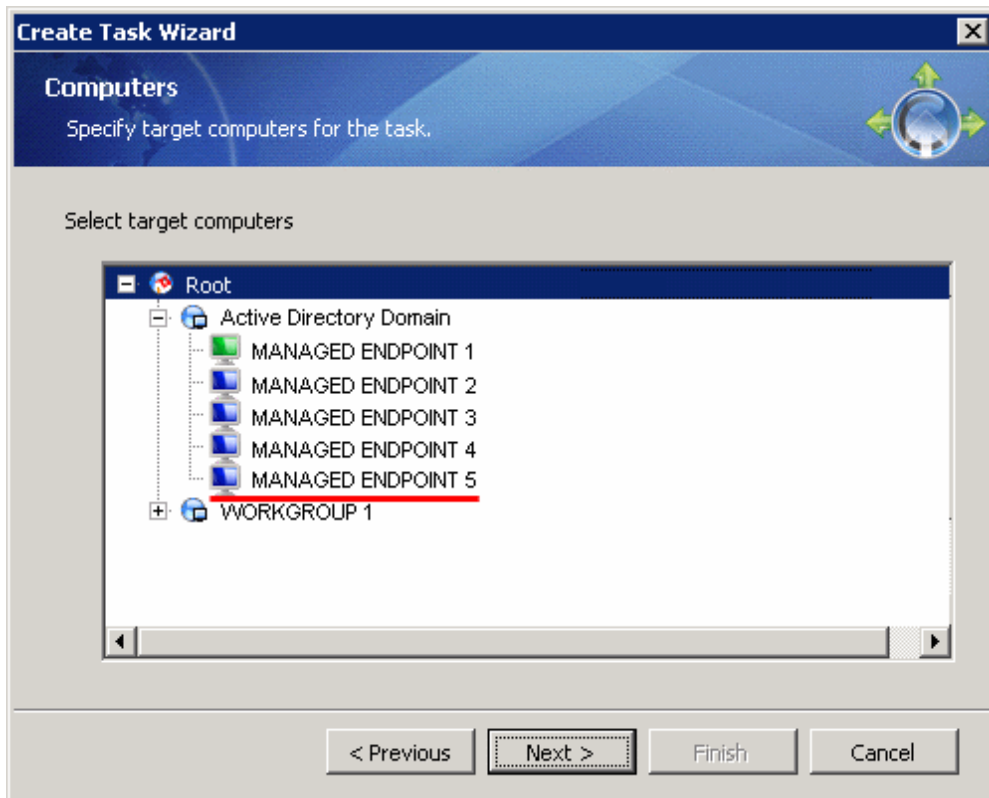 Create Task Wizard
Computers
Specify target computers for the task.
Select target computers
Root
Active Directory Domain
MANAGED ENDPOINT 1
MANAGED ENDPOINT 2
MANAGED ENDPOINT 3
MANAGED ENDPOINT 4
MANAGED ENDPOINT 5
WORKGROUP 1
< Previous Next > Finish Cancel